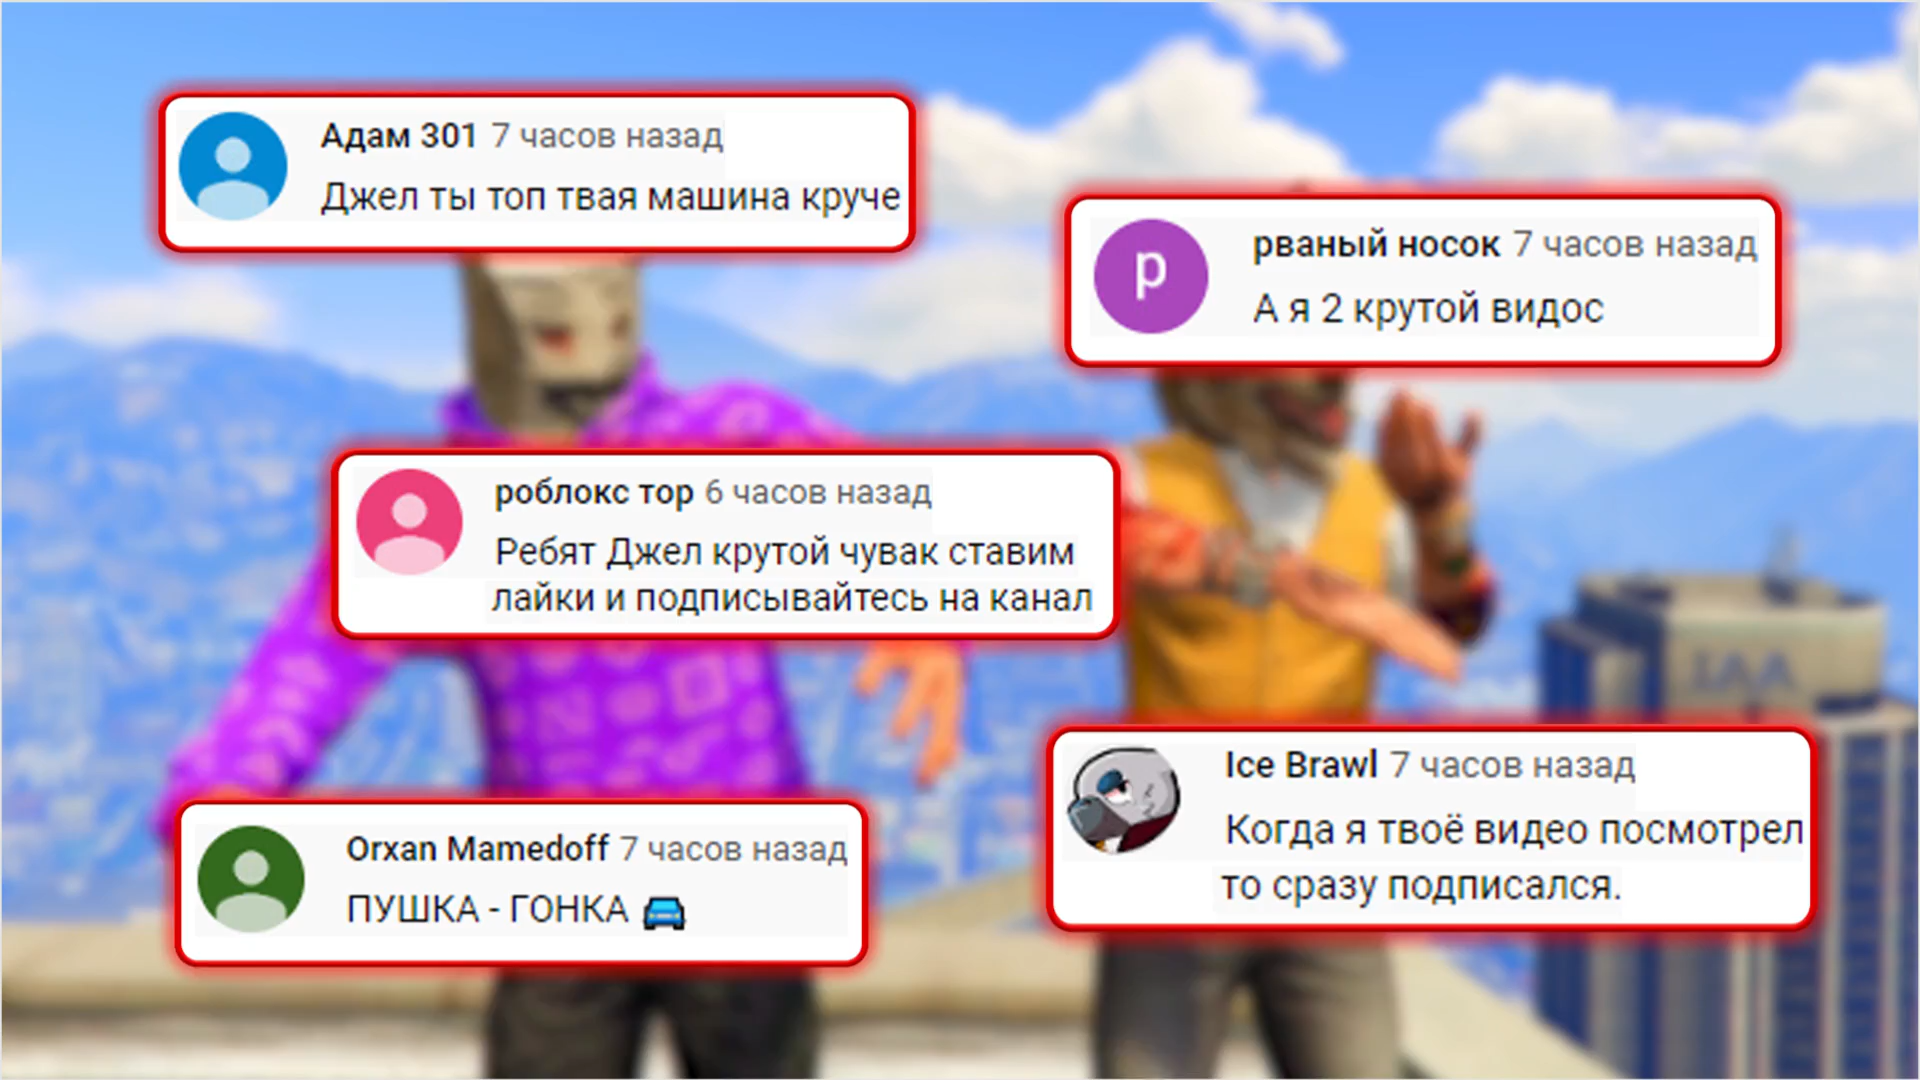 Адам 301 7 часов назад
Джел ты топ твая машина круче
рваный носок 7 часов назад
р
А я 2 крутой видос
роблокс тор 6 часов назад
Ребят Джел крутой чувак ставим
лайки и подписывайтесь на канал
IAA
Ice Brawl 7 часов назад
Когда я твоё видео посмотрел
то сразу подписался.
Orxan Mamedoff 7 часов назад
ПУШКА - ГОНКА 🚘